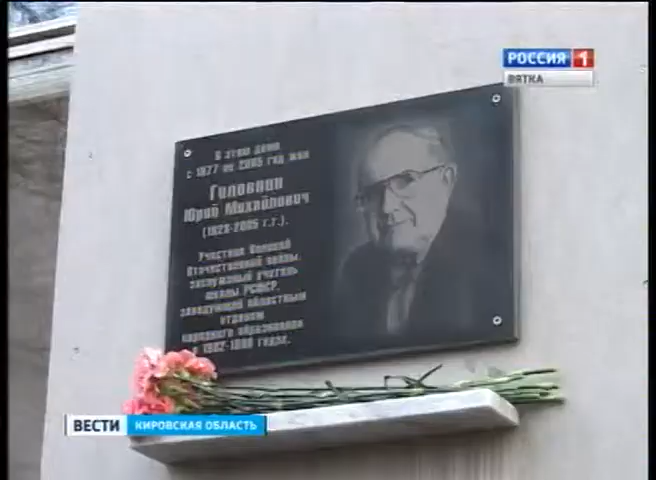 РОССИЯ 1
ВЯТКА
В этом доме
с 1977 по 2005 год жил
Головнин
Юрий Михайлович
(1923-2005 г.г.).
Участник Великой
Отечественной войны,
заслуженный учитель
школы РСФСР,
заведующий областным
отделом
народного образования
в 1962-1986 годах.
ВЕСТИ КИРОВСКАЯ ОБЛАСТЬ